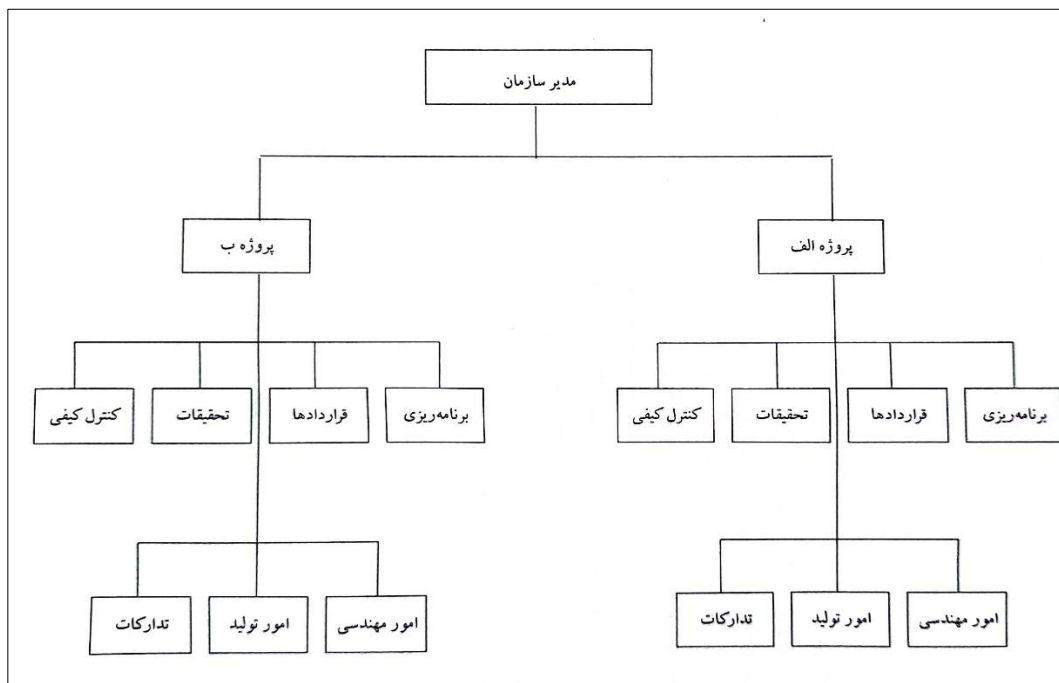 مدیر سازمان
پروژه الف
پروژه ب
برنامه‌ریزی
قراردادها
تحقیقات
کنترل کیفی
برنامه‌ریزی
قراردادها
تحقیقات
کنترل کیفی
امور مهندسی
امور تولید
تدارکات
امور مهندسی
امور تولید
تدارکات